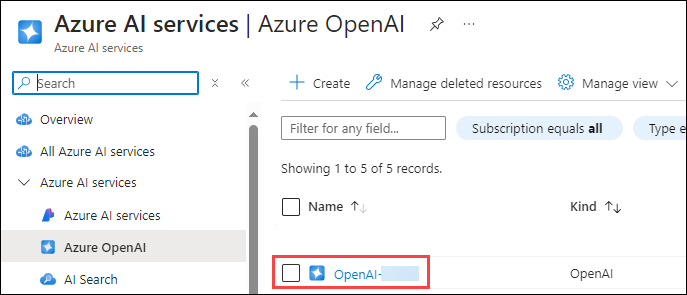 Azure AI services | Azure OpenAI
Azure AI services
Search
Overview
All Azure AI services
Azure AI services
Azure AI services
Azure OpenAI
AI Search
Create Manage deleted resources Manage view
Filter for any field... Subscription equals all Type e
Showing 1 to 5 of 5 records.
Name Kind
OpenAI- OpenAI